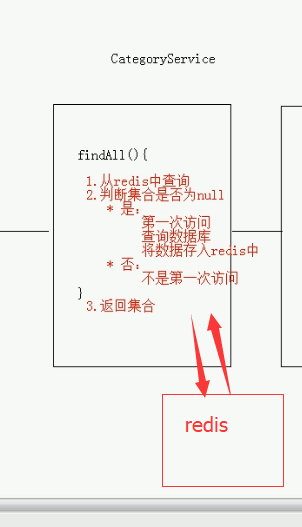 CategoryService
findAll(){
1.从redis中查询
2.判断集合是否为null
* 是：
第一次访问
查询数据库
将数据存入redis中
* 否：
不是第一次访问
}
3.返回集合
redis